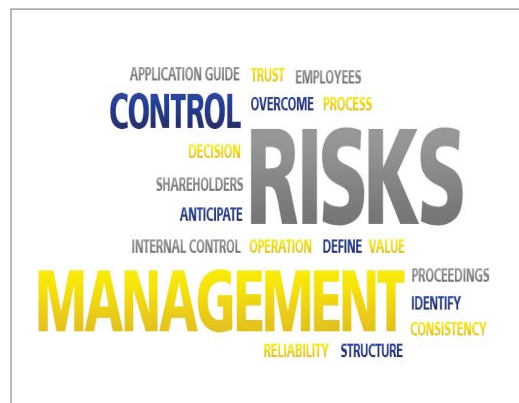 APPLICATION GUIDE TRUST EMPLOYEES
CONTROL OVERCOME PROCESS
DECISION RISKS
SHAREHOLDERS
ANTICIPATE
INTERNAL CONTROL OPERATION DEFINE VALUE
MANAGEMENT PROCEEDINGS
IDENTIFY
CONSISTENCY
RELIABILITY STRUCTURE